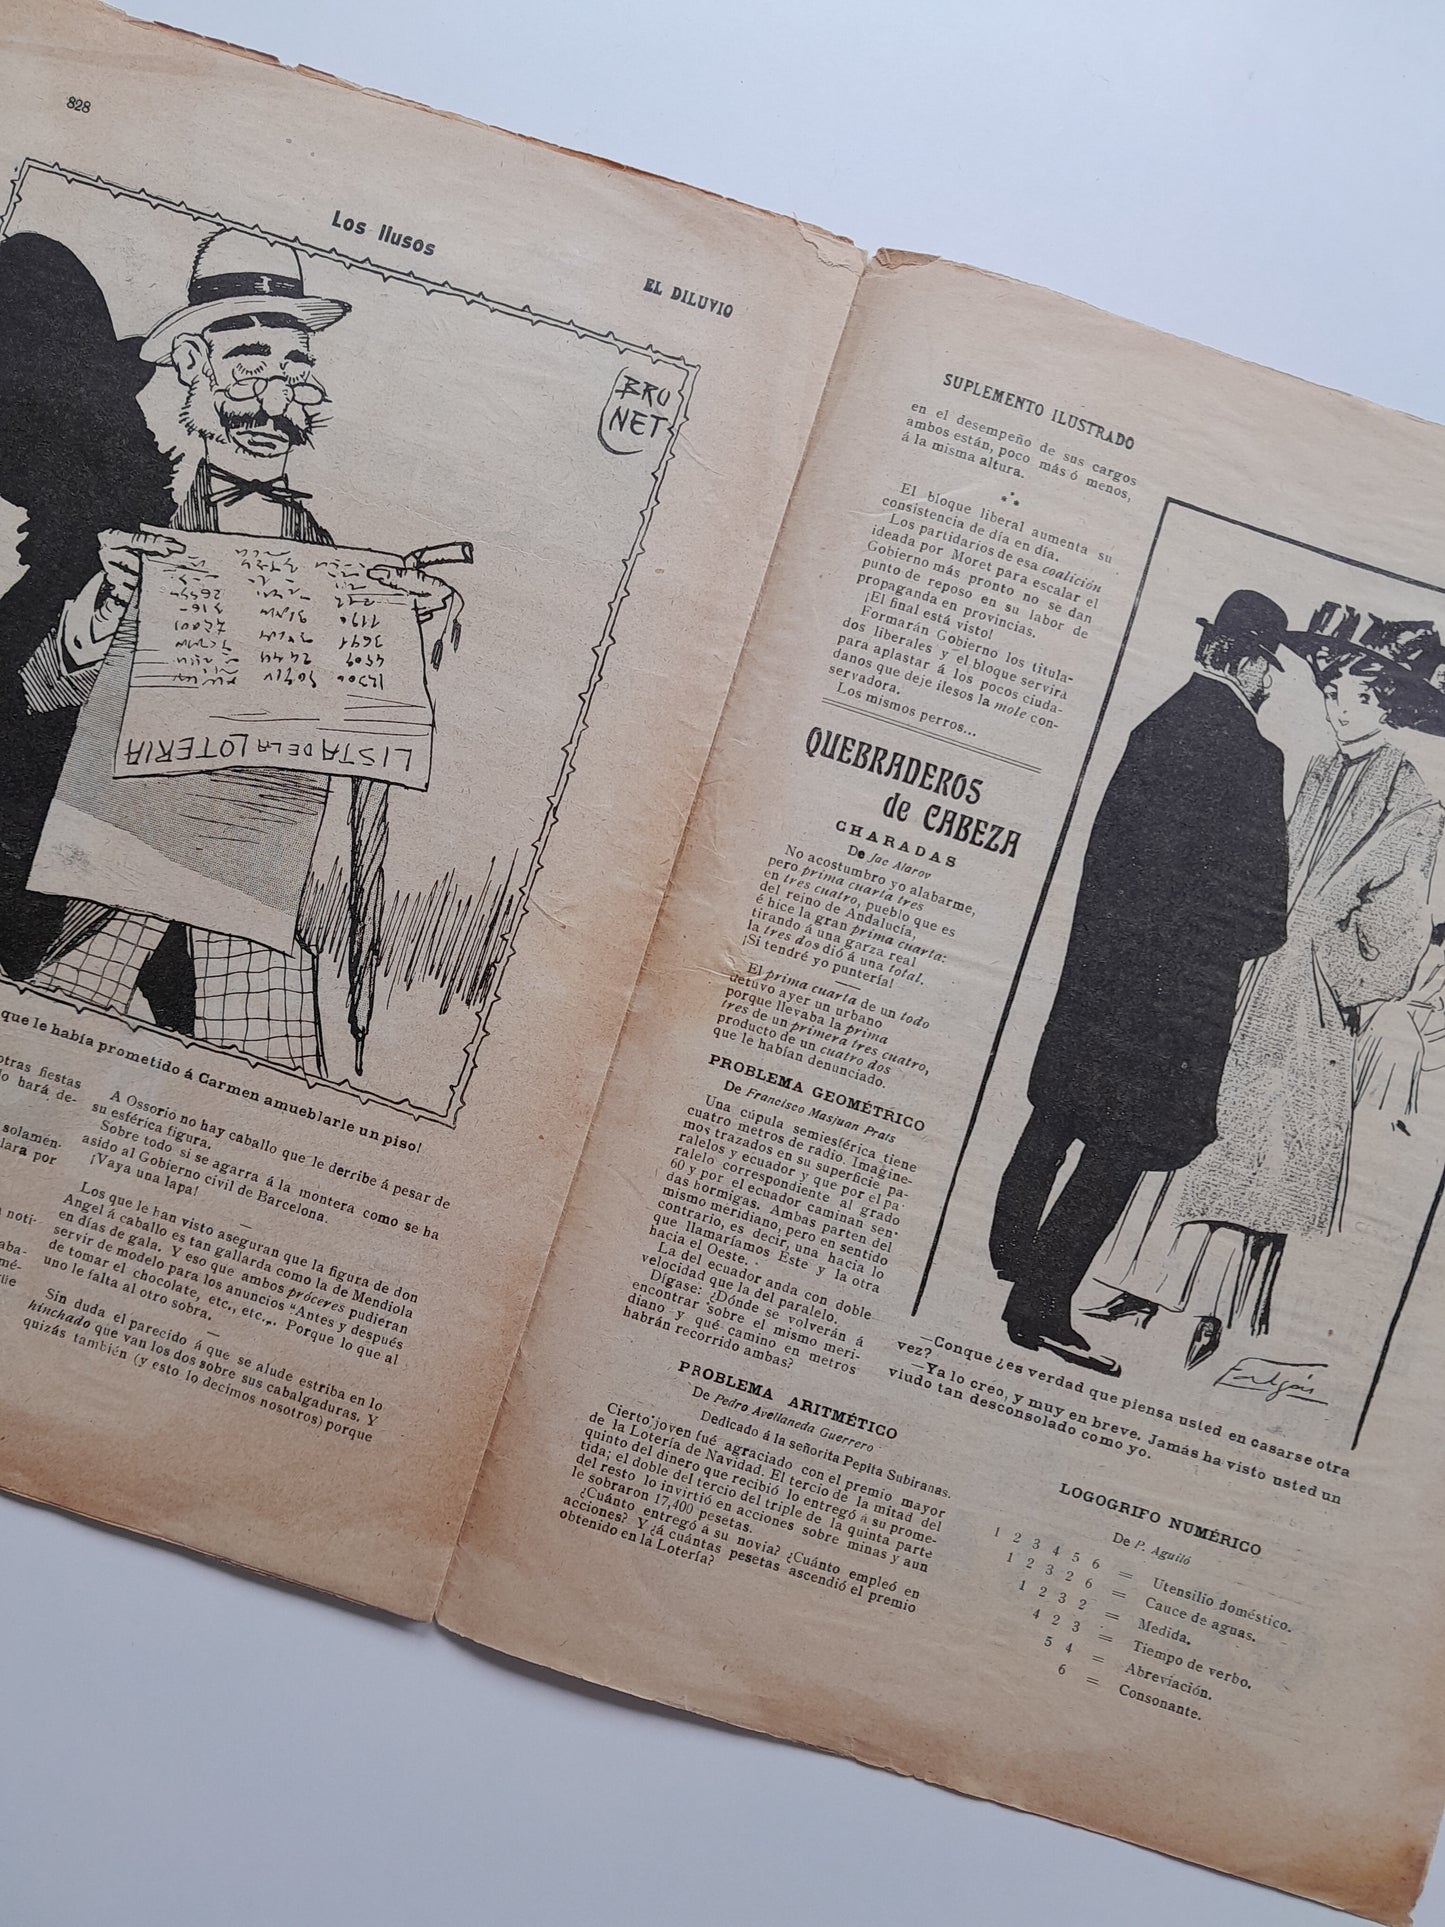 828
Los Ilusos
EL DILUVIO
BRU
NET
LISTA DE LA LOTERIA
que le había prometido á Carmen amueblarle un piso!
otras fiestas
lo hará de-
solamen-
lara por
noti-
A Ossorio no hay caballo que le derribe á pesar de
su esférica figura.
Sobre todo si se agarra á la montera como se ha
asido al Gobierno civil de Barcelona.
¡Vaya una lapa!
Los que le han visto aseguran que la figura de don
Angel á caballo es tan gallarda como la de Mendiola
en días de gala. Y eso que ambos próceres pudieran
servir de modelo para los anuncios "Antes y después
de tomar el chocolate, etc., etc.,. Porque lo que al
uno le falta al otro sobra.
Sin duda el parecido á que se alude estriba en lo
hinchado que van los dos sobre sus cabalgaduras. Y
quizás también (y esto lo decimos nosotros) porque
SUPLEMENTO ILUSTRADO
en el desempeño de sus cargos
ambos están, poco más ó menos,
á la misma altura.
El bloque liberal aumenta su
consistencia de día en día.
Los partidarios de esa coalición
ideada por Moret para escalar el
Gobierno más pronto no se dan
punto de reposo en su labor de
propaganda en provincias.
¡El final está visto!
Formarán Gobierno los titula-
dos liberales y el bloque servirá
para aplastar á los pocos ciuda-
danos que deje ilesos la mole con-
servadora.
Los mismos perros...
QUEBRADEROS
de CABEZA
CHARADAS
De Jac Alarov
No acostumbro yo alabarme,
pero prima cuarta tres
en tres cuatro, pueblo que es
del reino de Andalucía,
é hice la gran prima cuarta:
tirando á una garza real
la tres dos dió á una total.
¡Si tendré yo puntería!
El prima cuarta de un todo
detuvo ayer un urbano
porque llevaba la prima
tres de un primera tres cuatro,
producto de un cuatro dos
que le habían denunciado.
PROBLEMA GEOMÉTRICO
De Francisco Masjuan Prats
Una cúpula semiesférica tiene
cuatro metros de radio. Imagine-
mos trazados en su superficie pa-
ralelos y ecuador y que por el pa-
ralelo correspondiente al grado
60 y por el ecuador caminan sen-
das hormigas. Ambas parten del
mismo meridiano, pero en sentido
contrario, es decir, una hacia lo
que llamaríamos Este y la otra
hacia el Oeste.
La del ecuador anda con doble
velocidad que la del paralelo.
Dígase: ¿Dónde se volverán á
encontrar sobre el mismo meri-
diano y qué camino en metros
habrán recorrido ambas?
PROBLEMA ARITMÉTICO
De Pedro Avellaneda Guerrero
Dedicado á la señorita Pepita Subiranas.
Cierto joven fué agraciado con el premio mayor
de la Lotería de Navidad. El tercio de la mitad del
quinto del dinero que recibió lo entregó á su prome-
tida; el doble del tercio del triple de la quinta parte
del resto lo invirtió en acciones sobre minas y aun
le sobraron 17,400 pesetas.
¿Cuánto entregó á su novia? ¿Cuánto empleó en
acciones? Y ¿á cuántas pesetas ascendió el premio
obtenido en la Lotería?
—Conque ¿es verdad que piensa usted en casarse otra
vez?
—Ya lo creo, y muy en breve. Jamás ha visto usted un
viudo tan desconsolado como yo.
LOGOGRIFO NUMÉRICO
De P. Aguiló
1 2 3 4 5 6 = Utensilio doméstico.
1 2 3 2 6 = Cauce de aguas.
1 2 3 2 = Medida.
4 2 3 = Tiempo de verbo.
5 4 = Abreviación.
6 = Consonante.